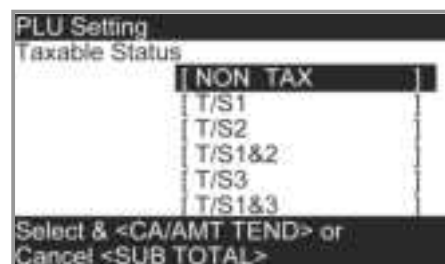 PLU Setting
Taxable Status
[ NON TAX ]
[ T/S1 ]
[ T/S2 ]
[ T/S1&2 ]
[ T/S3 ]
[ T/S1&3 ]
Select & <CA/AMT TEND> or
Cancel <SUB TOTAL>